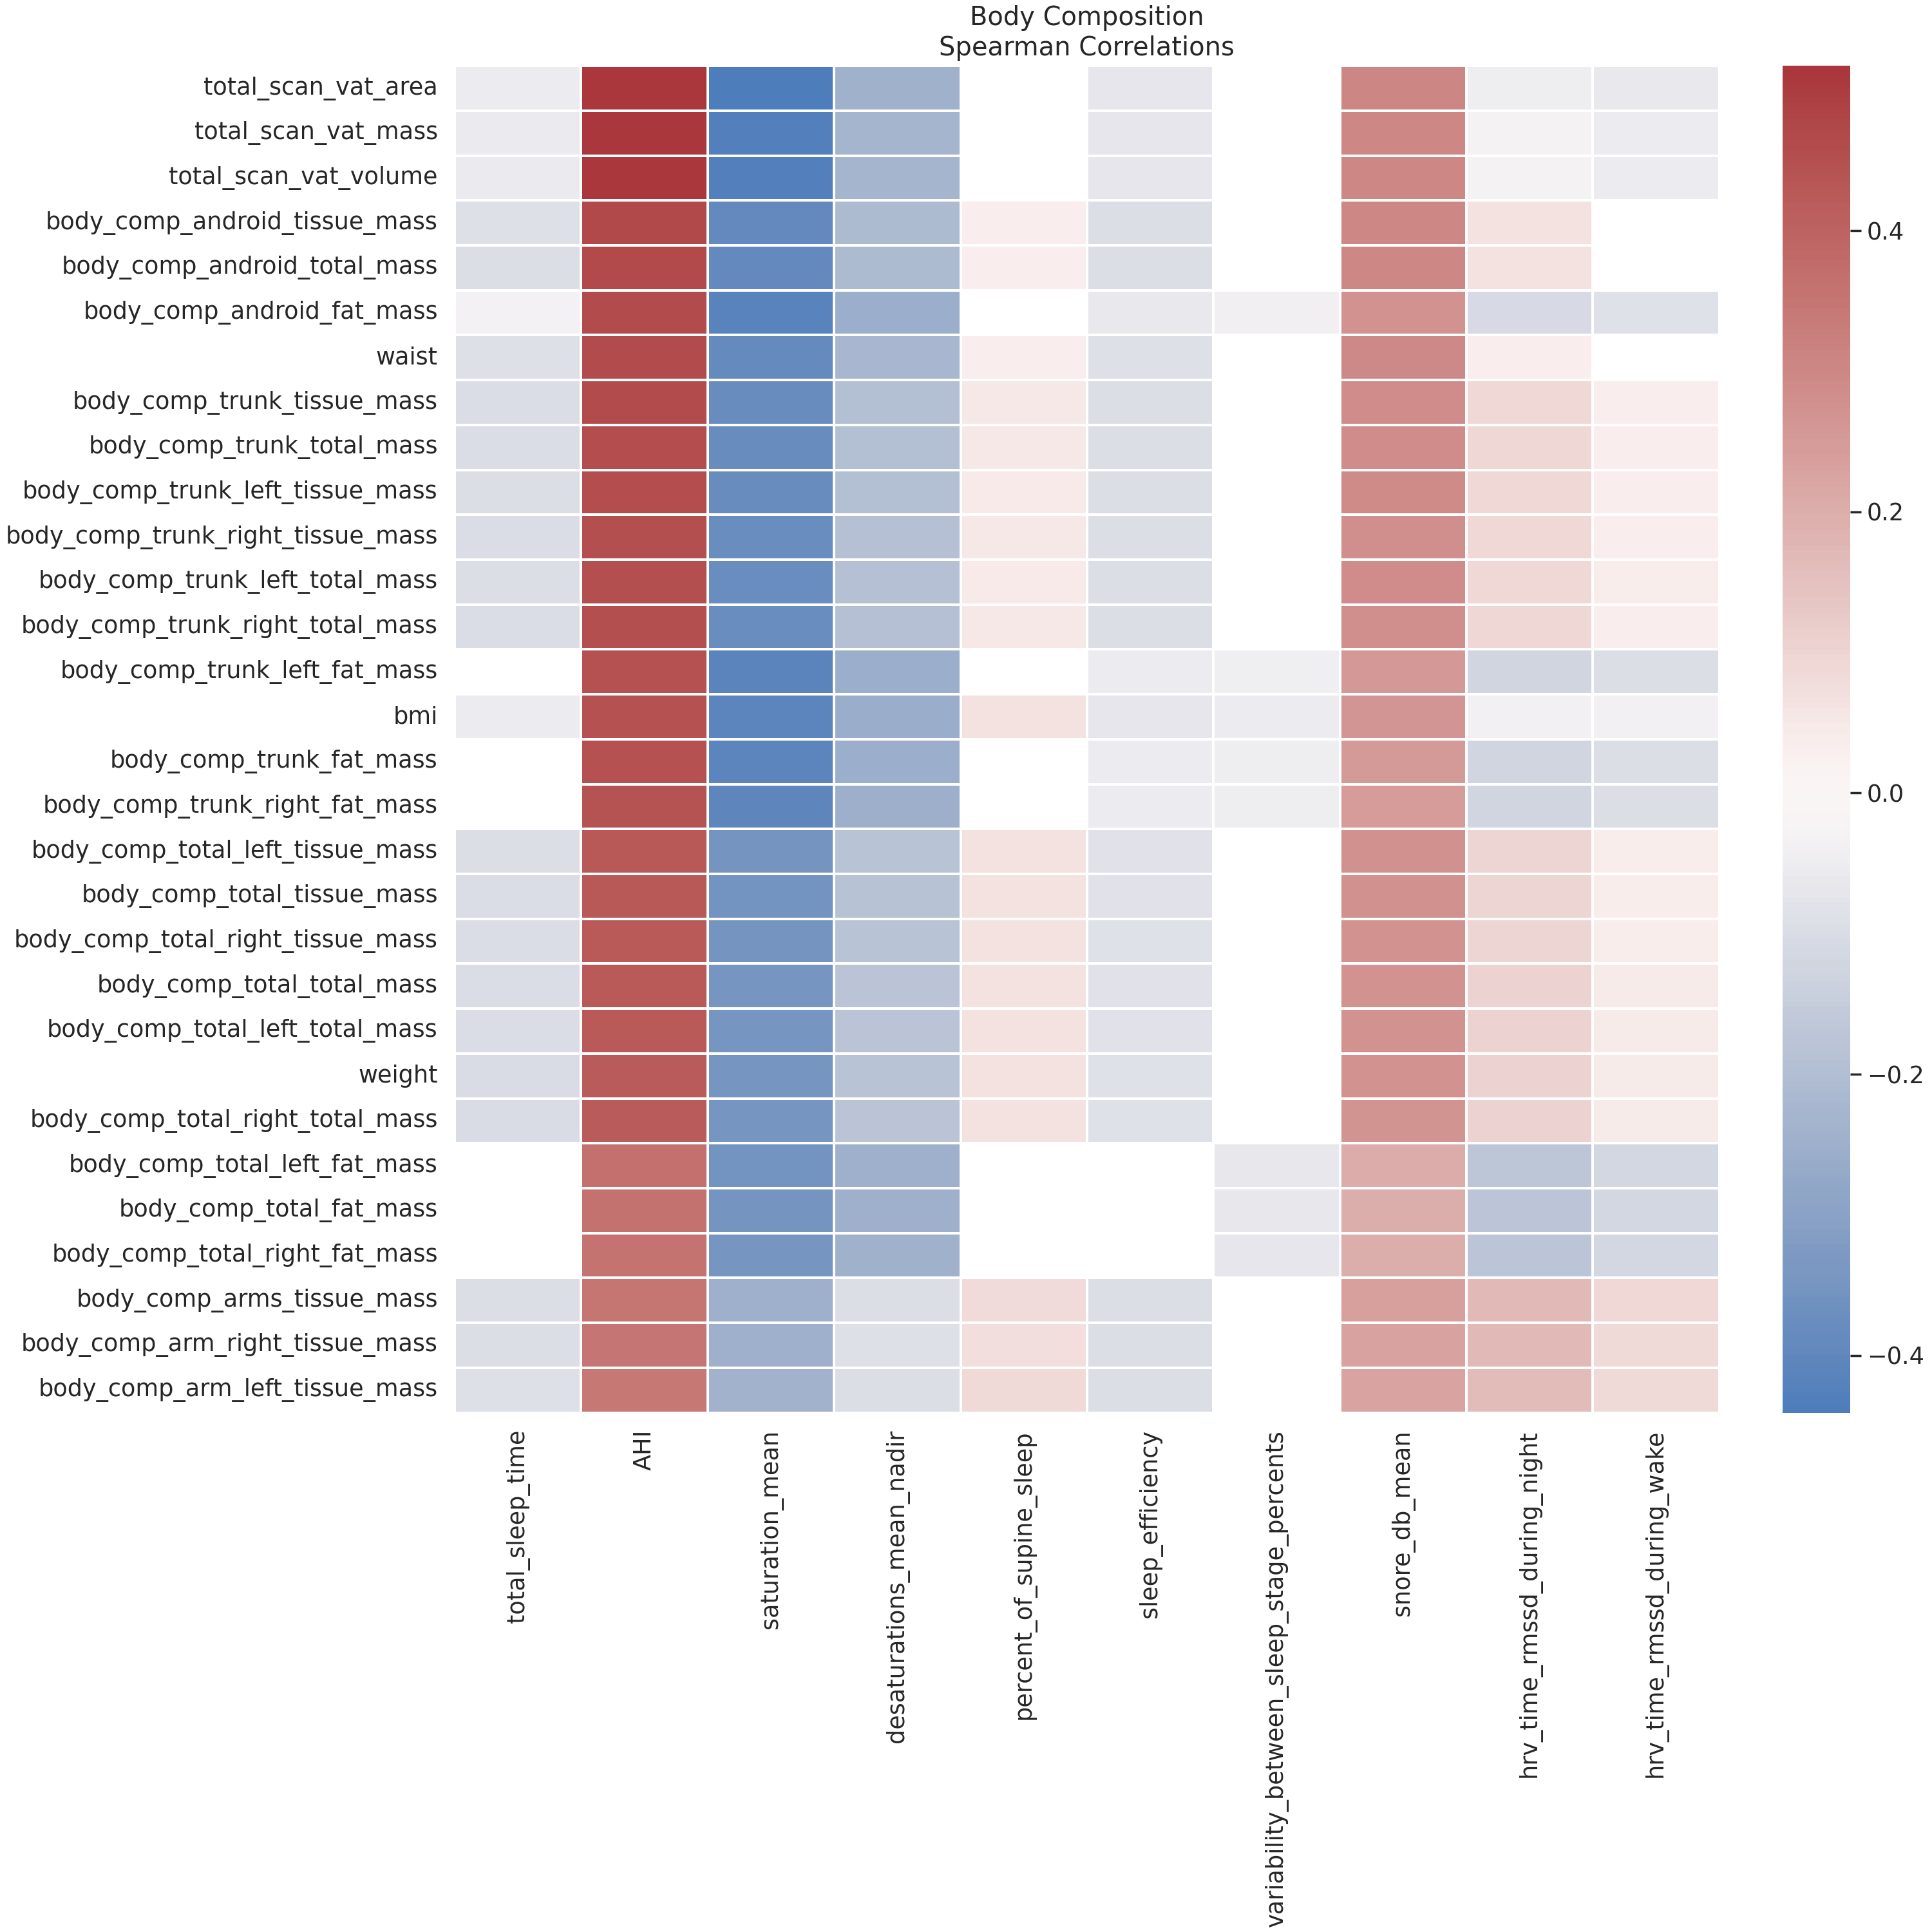 Body Composition
Spearman Correlations
total_scan_vat_area
total_scan_vat_mass
total_scan_vat_volume
body_comp_android_tissue_mass
body_comp_android_total_mass
body_comp_android_fat_mass
waist
body_comp_trunk_tissue_mass
body_comp_trunk_total_mass
body_comp_trunk_left_tissue_mass
body_comp_trunk_right_tissue_mass
body_comp_trunk_left_total_mass
body_comp_trunk_right_total_mass
body_comp_trunk_left_fat_mass
bmi
body_comp_trunk_fat_mass
body_comp_trunk_right_fat_mass
body_comp_total_left_tissue_mass
body_comp_total_tissue_mass
body_comp_total_right_tissue_mass
body_comp_total_total_mass
body_comp_total_left_total_mass
weight
body_comp_total_right_total_mass
body_comp_total_left_fat_mass
body_comp_total_fat_mass
body_comp_total_right_fat_mass
body_comp_arms_tissue_mass
body_comp_arm_right_tissue_mass
body_comp_arm_left_tissue_mass
total_sleep_time
AHI
saturation_mean
desaturations_mean_nadir
percent_of_supine_sleep
sleep_efficiency
variability_between_sleep_stage_percents
snore_db_mean
hrv_time_rmssd_during_night
hrv_time_rmssd_during_wake
0.4
0.2
0.0
−0.2
−0.4